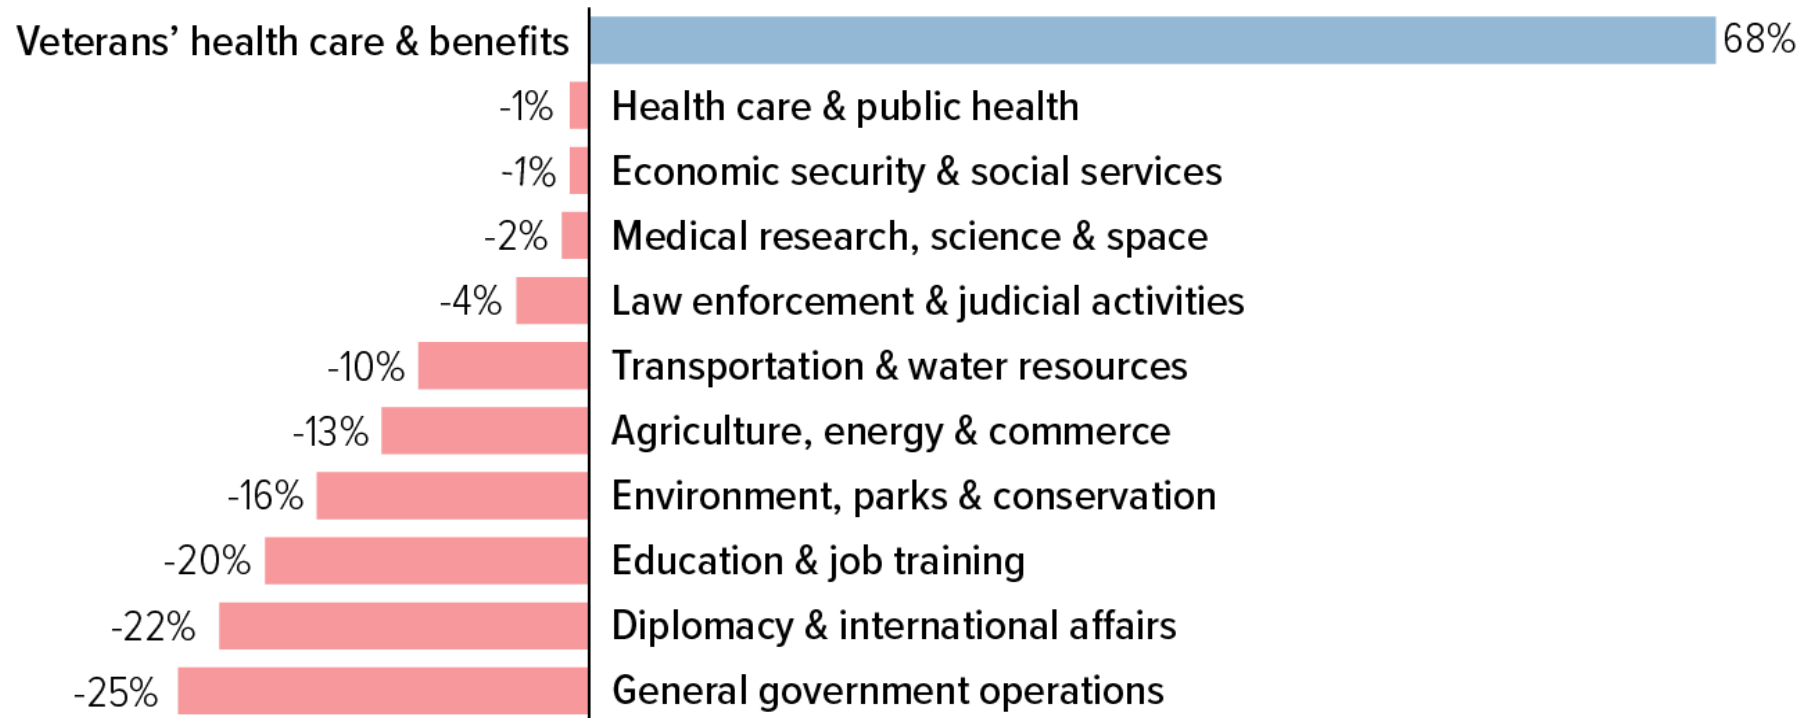 Veterans’ health care & benefits 68%
-1% Health care & public health
-1% Economic security & social services
-2% Medical research, science & space
-4% Law enforcement & judicial activities
-10% Transportation & water resources
-13% Agriculture, energy & commerce
-16% Environment, parks & conservation
-20% Education & job training
-22% Diplomacy & international affairs
-25% General government operations